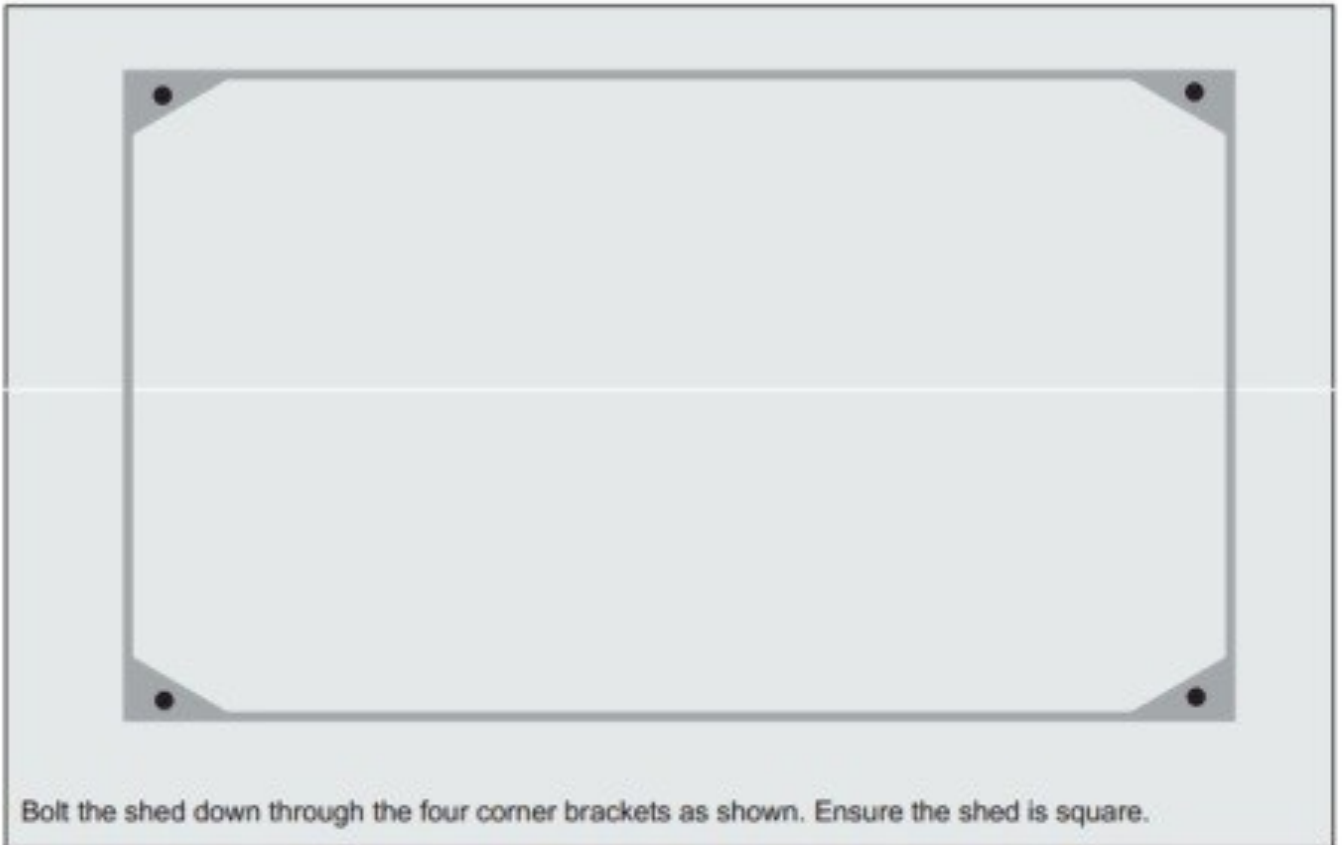 Bolt the shed down through the four corner brackets as shown. Ensure the shed is square.